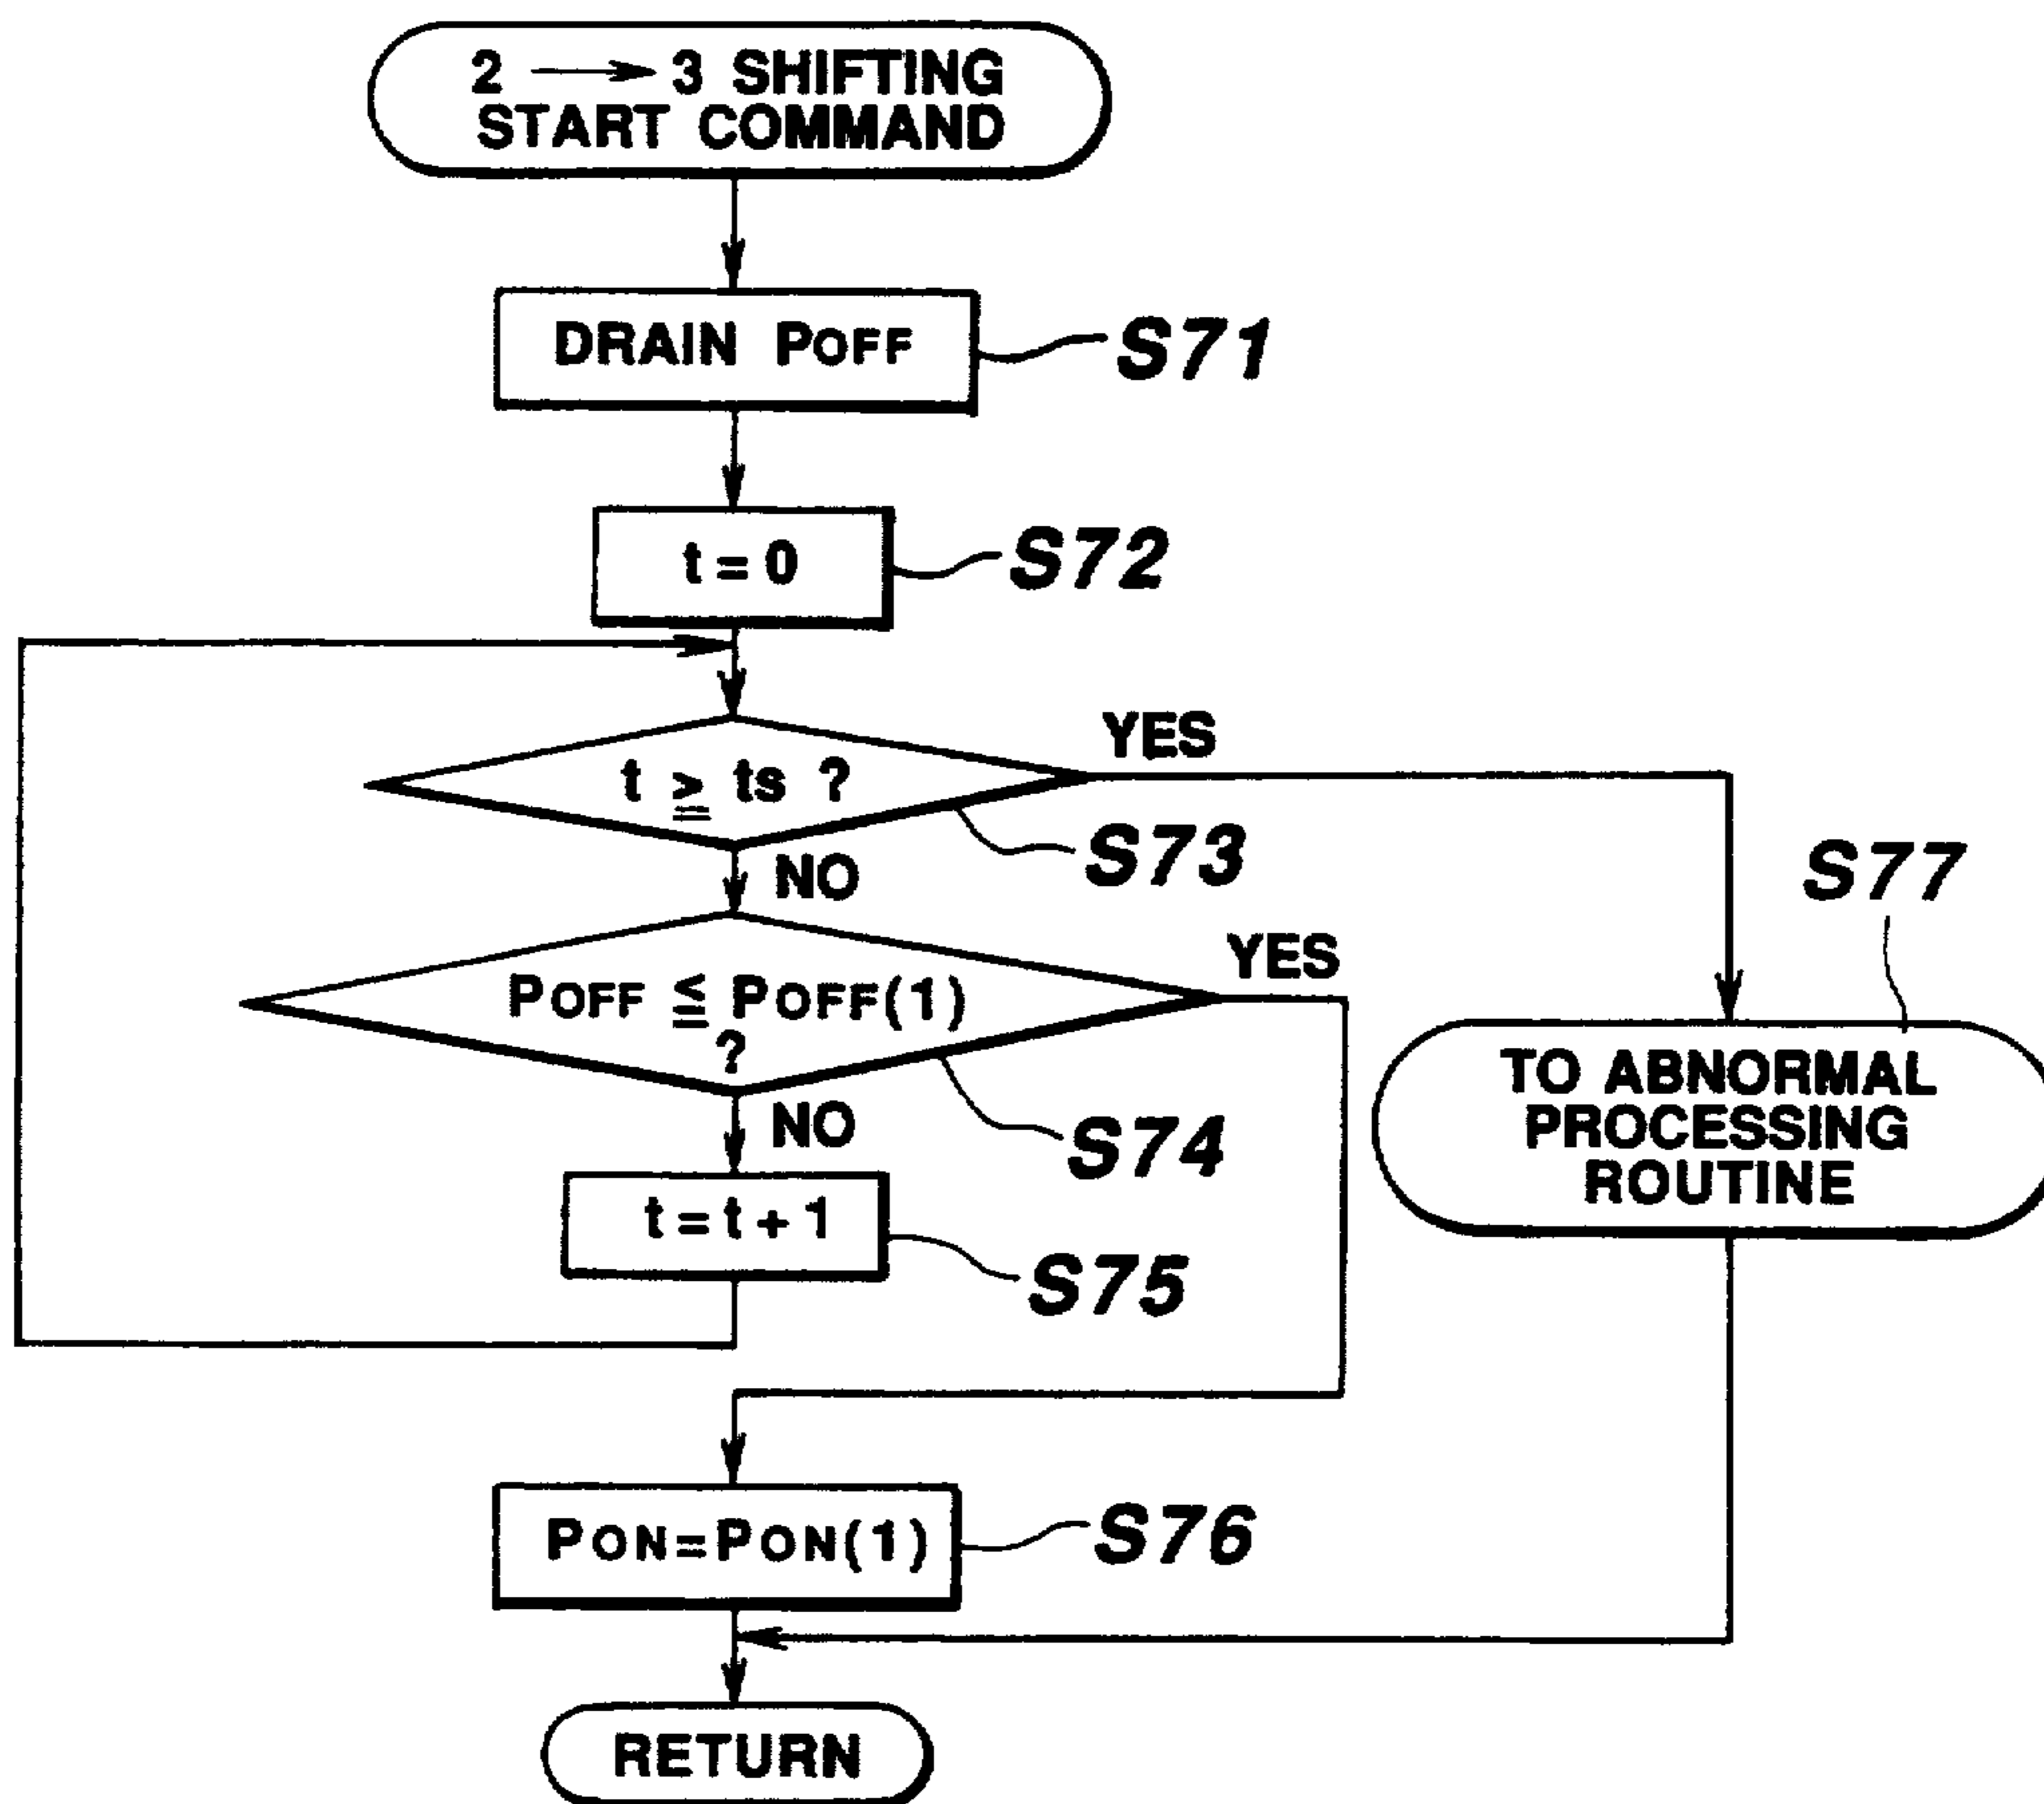 2 → 3 SHIFTING
START COMMAND
DRAIN POFF
S71
t = 0
S72
YES
t ≧ ts ?
S73
NO
S77
YES
POFF ≦ POFF(1)
?
S74
NO
TO ABNORMAL
PROCESSING
ROUTINE
t = t + 1
S75
PON=PON(1)
S76
RETURN